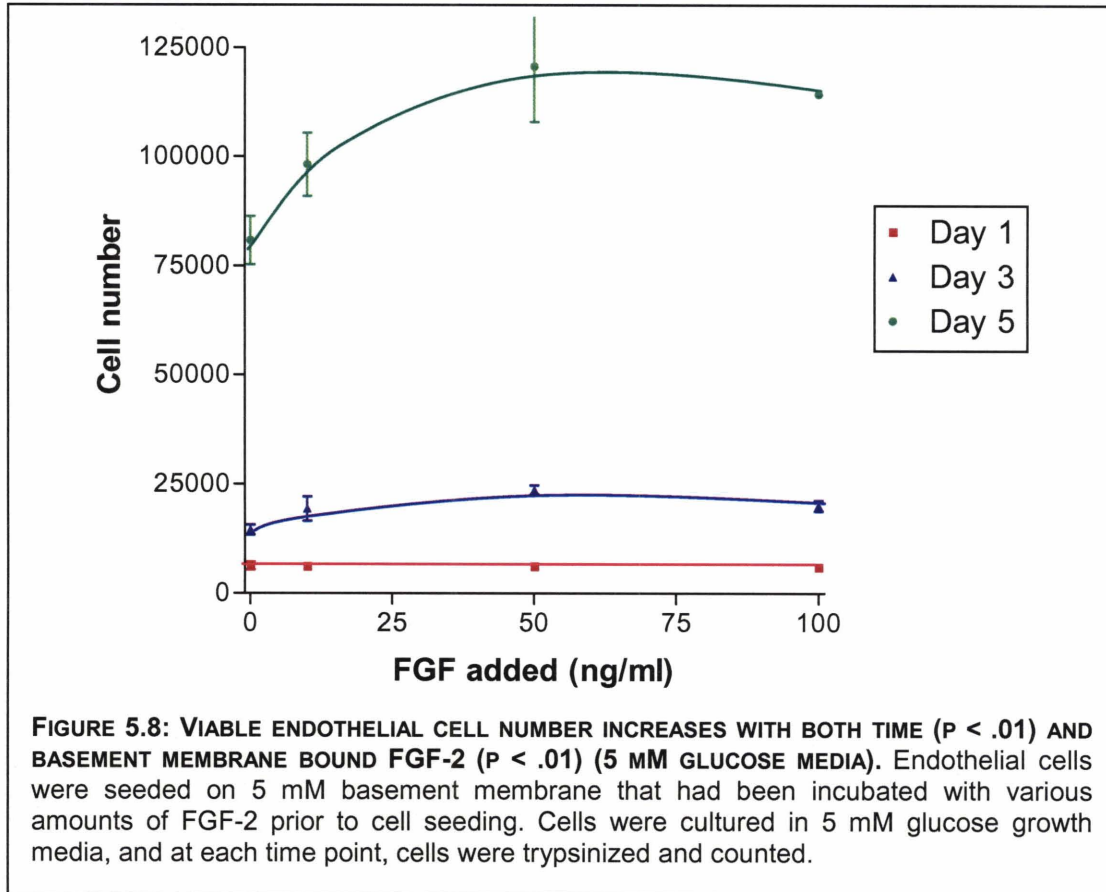 125000
100000
75000
50000
25000
0
Cell number
0 25 50 75 100
FGF added (ng/ml)
Day 1
Day 3
Day 5
FIGURE 5.8: VIABLE ENDOTHELIAL CELL NUMBER INCREASES WITH BOTH TIME (P < .01) AND
BASEMENT MEMBRANE BOUND FGF-2 (P < .01) (5 MM GLUCOSE MEDIA). Endothelial cells
were seeded on 5 mM basement membrane that had been incubated with various
amounts of FGF-2 prior to cell seeding. Cells were cultured in 5 mM glucose growth
media, and at each time point, cells were trypsinized and counted.